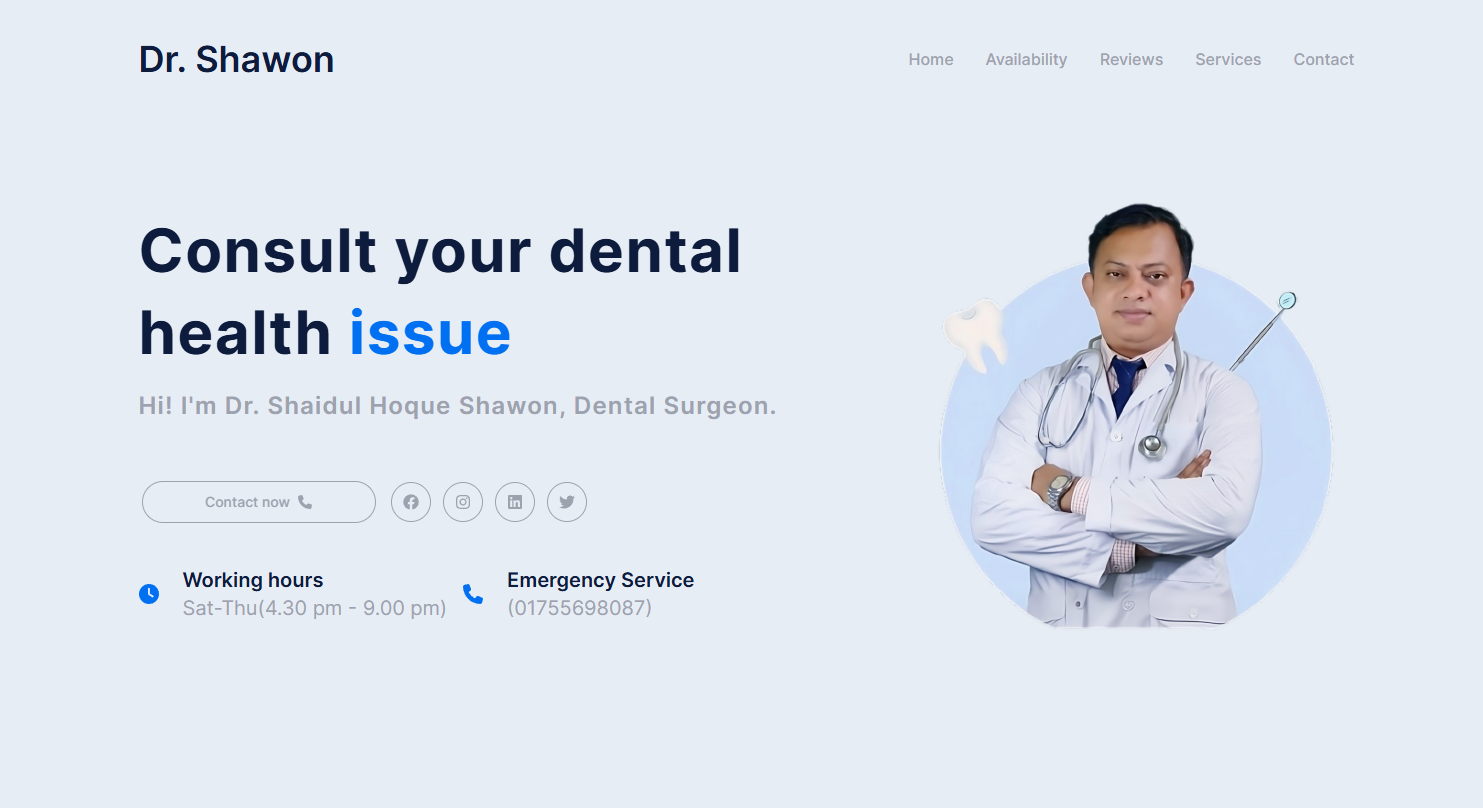 Dr. Shawon
Home Availability Reviews Services Contact
Consult your dental
health issue
Hi! I'm Dr. Shaidul Hoque Shawon, Dental Surgeon.
Contact now
Working hours
Sat-Thu(4.30 pm - 9.00 pm)
Emergency Service
(01755698087)